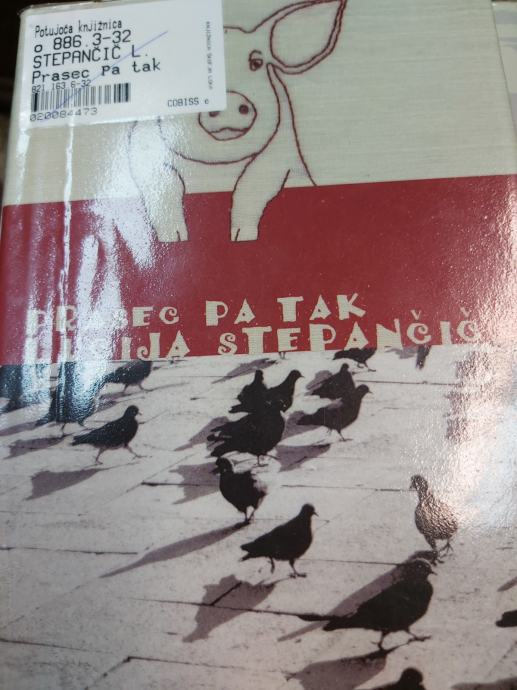 Potujoča knjižnica
o 886.3-32
STEPANČIČ L.
Prasec Pa tak
821.163.6-32
020084473
COBISS e
PRASEC PA TAK
LUCIJA STEPANČIČ